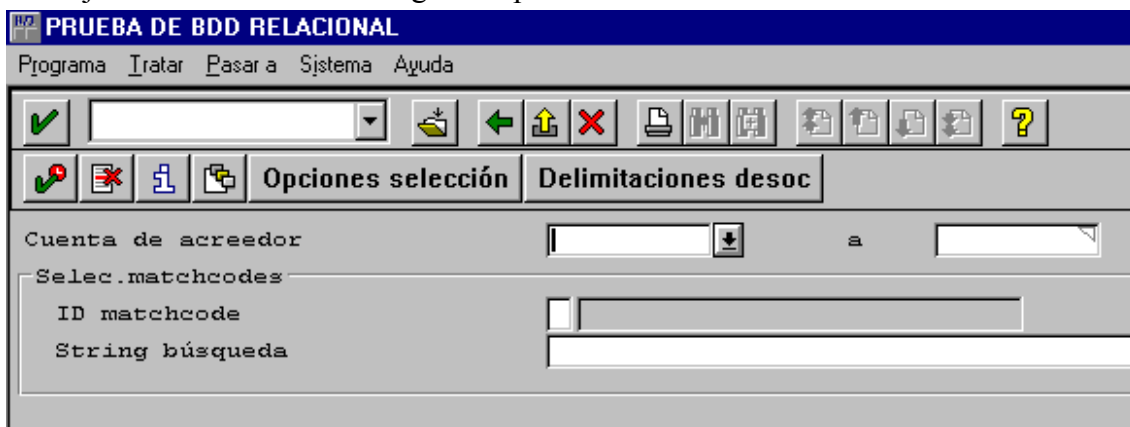 PRUEBA DE BDD RELACIONAL
Programa Tratar Pasar a Sistema Ayuda
Opciones selección Delimitaciones desoc
Cuenta de acreedor a
Selec.matchcodes
ID matchcode
String búsqueda